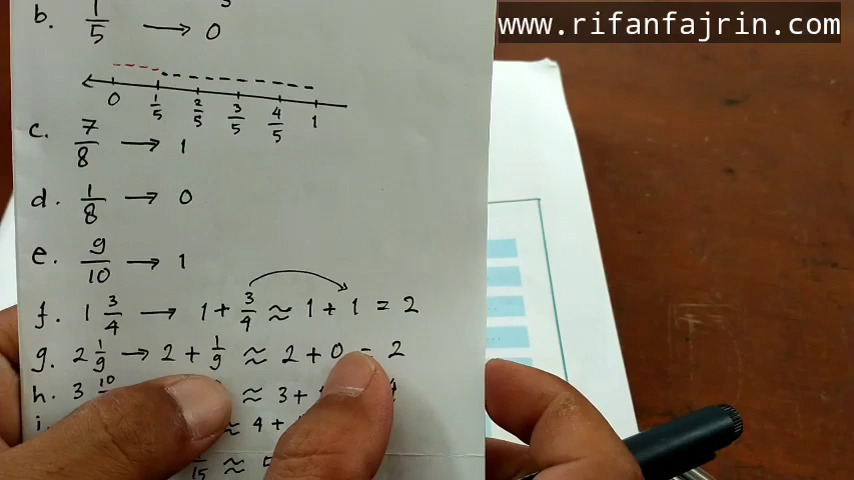 www.rifanfajrin.com
b. 1/5 → 0
0 1/5 2/5 3/5 4/5 1
c. 7/8 → 1
d. 1/8 → 0
e. 9/10 → 1
f. 1 3/4 → 1 + 3/4 ≈ 1 + 1 = 2
g. 2 1/9 → 2 + 1/9 ≈ 2 + 0 = 2
h. 3 10 ≈ 3 +
i. ≈ 4 +
15 ≈